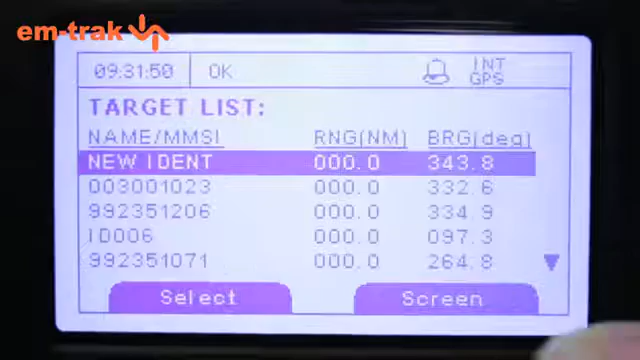 em-trak
09:31:50 OK INT GPS
TARGET LIST:
NAME/MMSI RNG(NM) BRG(deg)
NEW IDENT 000.0 343.8
003001023 000.0 332.6
992351206 000.0 334.9
ID006 000.0 097.3
992351071 000.0 264.8
Select Screen